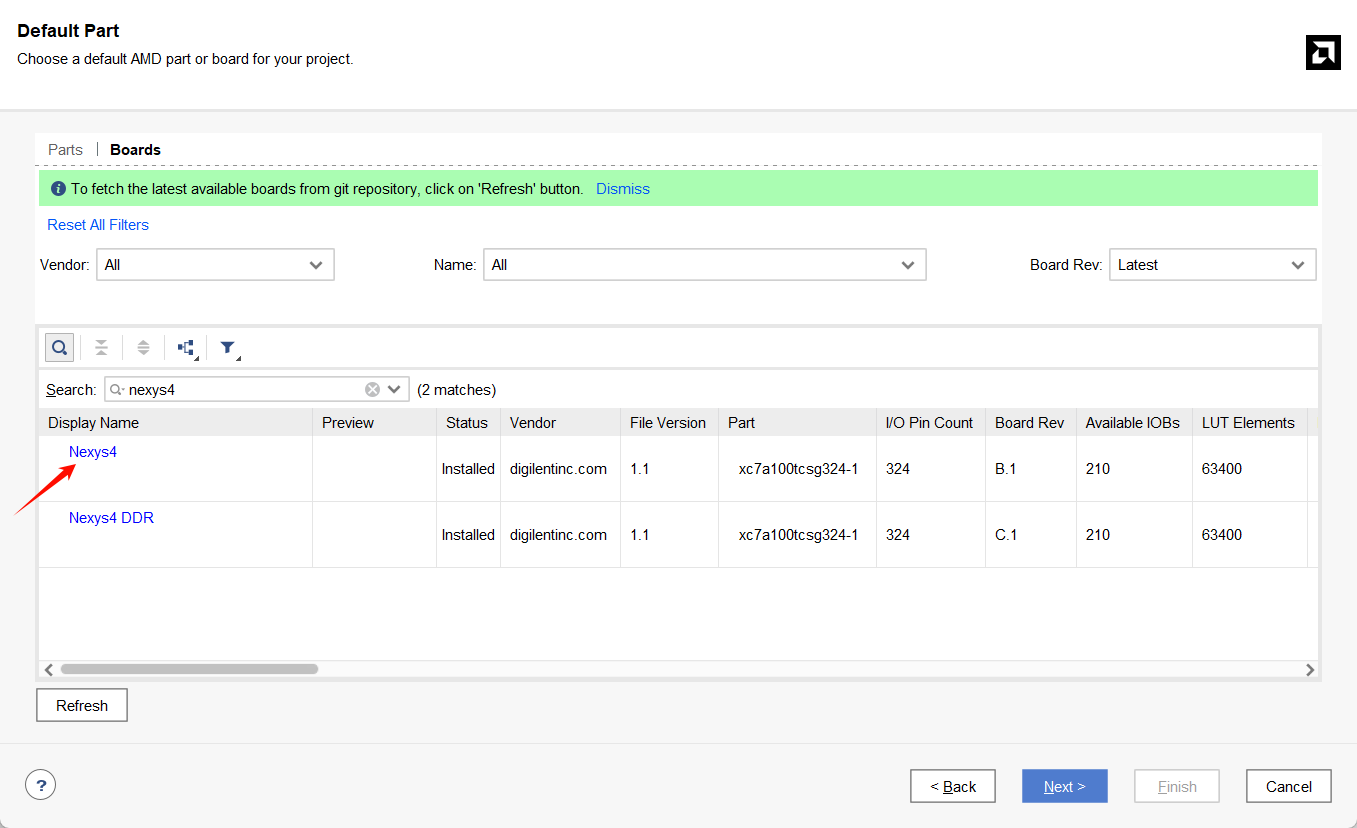 Default Part
Choose a default AMD part or board for your project.
Parts | Boards
To fetch the latest available boards from git repository, click on 'Refresh' button. Dismiss
Reset All Filters
Vendor: All Name: All Board Rev: Latest
Search: nexys4 (2 matches)
Display Name Preview Status Vendor File Version Part I/O Pin Count Board Rev Available IOBs LUT Elements
Nexys4 Installed digilentinc.com 1.1 xc7a100tcsg324-1 324 B.1 210 63400
Nexys4 DDR Installed digilentinc.com 1.1 xc7a100tcsg324-1 324 C.1 210 63400
Refresh
? < Back Next > Finish Cancel